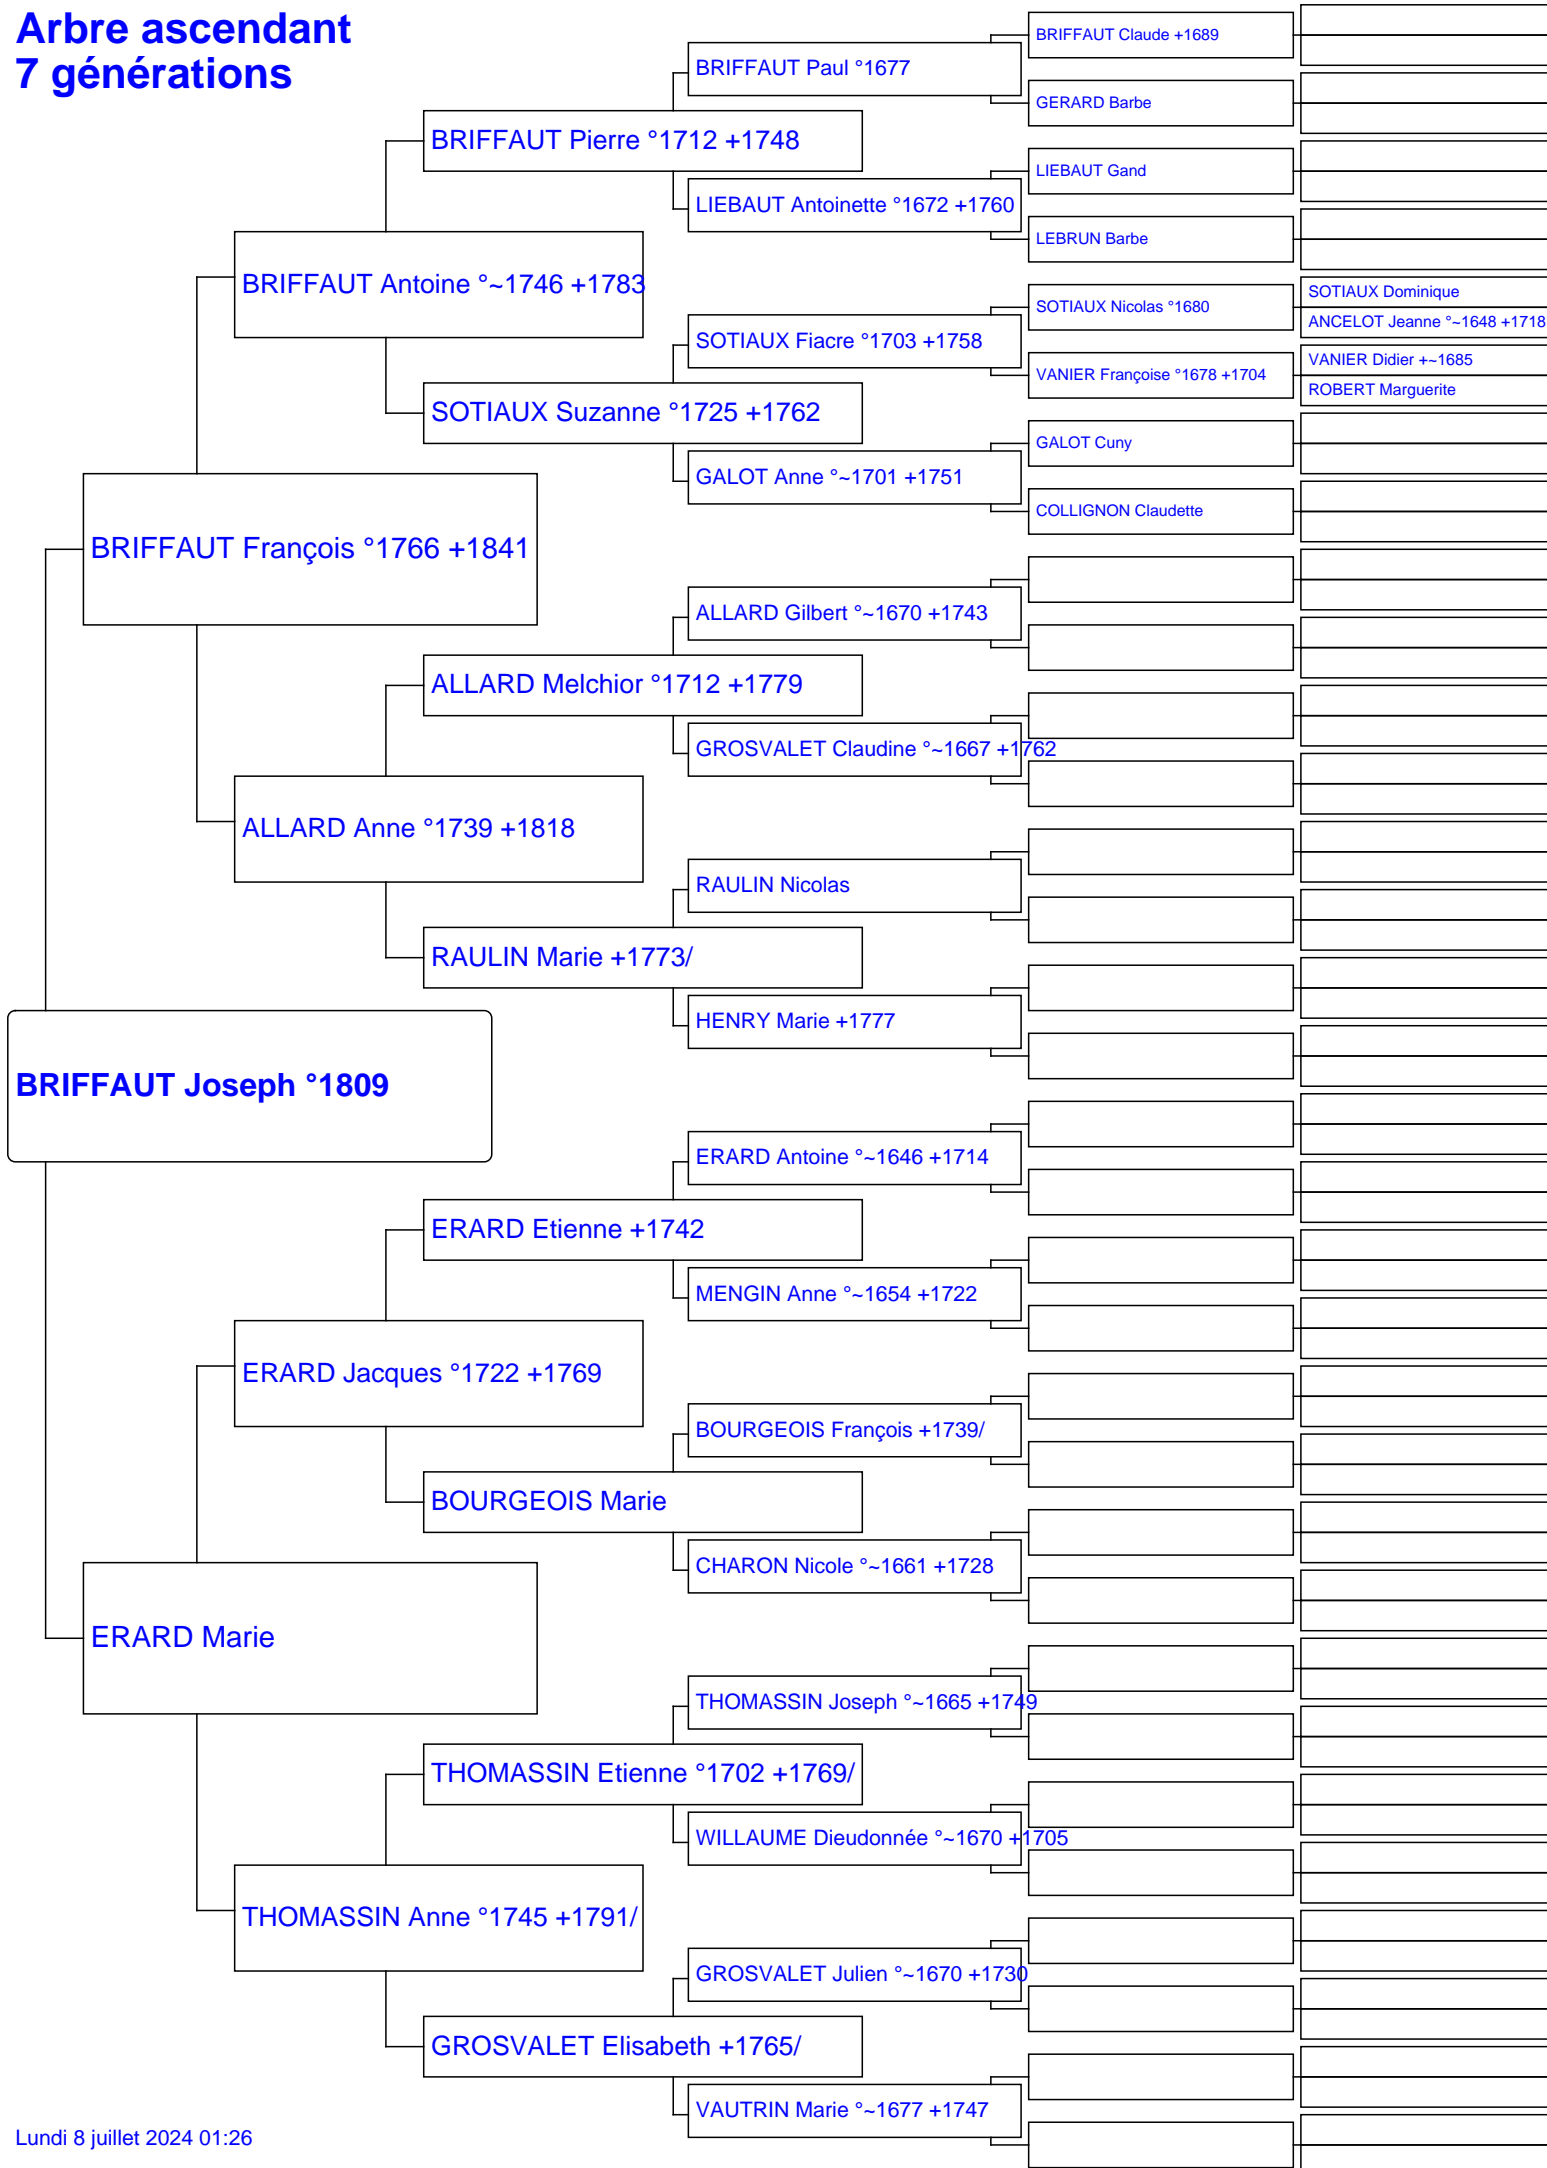 Arbre ascendant
7 générations
BRIFFAUT Joseph °1809
BRIFFAUT François °1766 +1841
ERARD Marie
BRIFFAUT Antoine °~1746 +1783
ALLARD Anne °1739 +1818
ERARD Jacques °1722 +1769
THOMASSIN Anne °1745 +1791/
BRIFFAUT Pierre °1712 +1748
SOTIAUX Suzanne °1725 +1762
ALLARD Melchior °1712 +1779
RAULIN Marie +1773/
ERARD Etienne +1742
BOURGEOIS Marie
THOMASSIN Etienne °1702 +1769/
GROSVALET Elisabeth +1765/
BRIFFAUT Paul °1677
LIEBAUT Antoinette °1672 +1760
SOTIAUX Fiacre °1703 +1758
GALOT Anne °~1701 +1751
ALLARD Gilbert °~1670 +1743
GROSVALET Claudine °~1667 +1762
RAULIN Nicolas
HENRY Marie +1777
ERARD Antoine °~1646 +1714
MENGIN Anne °~1654 +1722
BOURGEOIS François +1739/
CHARON Nicole °~1661 +1728
THOMASSIN Joseph °~1665 +1749
WILLAUME Dieudonnée °~1670 +1705
GROSVALET Julien °~1670 +1730
VAUTRIN Marie °~1677 +1747
BRIFFAUT Claude +1689
GERARD Barbe
LIEBAUT Gand
LEBRUN Barbe
SOTIAUX Nicolas °1680
VANIER Françoise °1678 +1704
GALOT Cuny
COLLIGNON Claudette
SOTIAUX Dominique
ANCELOT Jeanne °~1648 +1718
VANIER Didier +~1685
ROBERT Marguerite
Lundi 8 juillet 2024 01:26